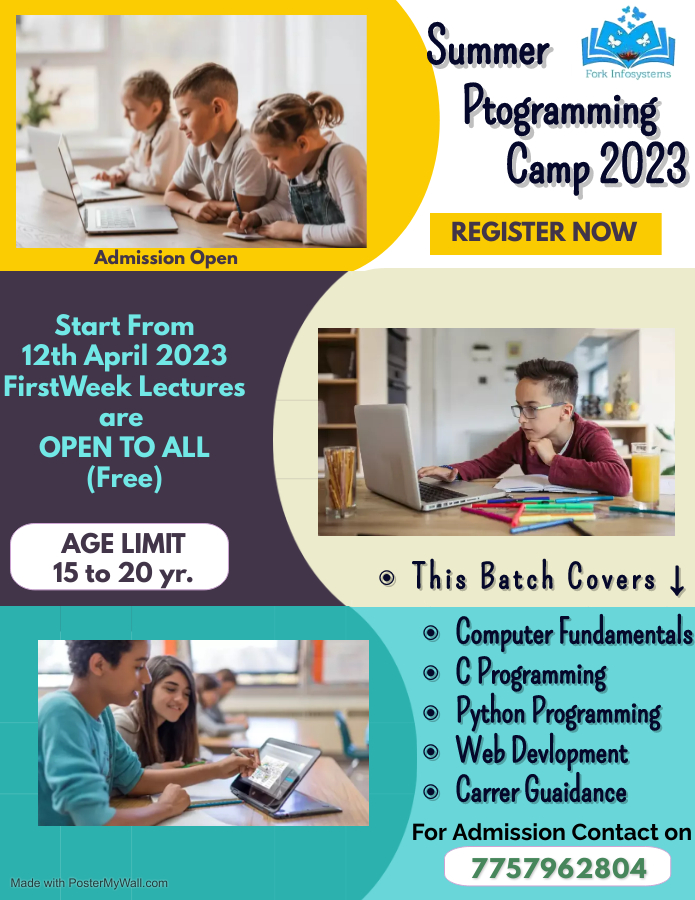 Summer
Fork Infosystems
Ptogramming
Camp 2023
REGISTER NOW
Admission Open
Start From
12th April 2023
FirstWeek Lectures
are
OPEN TO ALL
(Free)
AGE LIMIT
15 to 20 yr.
This Batch Covers ↓
Computer Fundamentals
C Programming
Python Programming
Web Devlopment
Carrer Guaidance
For Admission Contact on
7757962804
Made with PosterMyWall.com